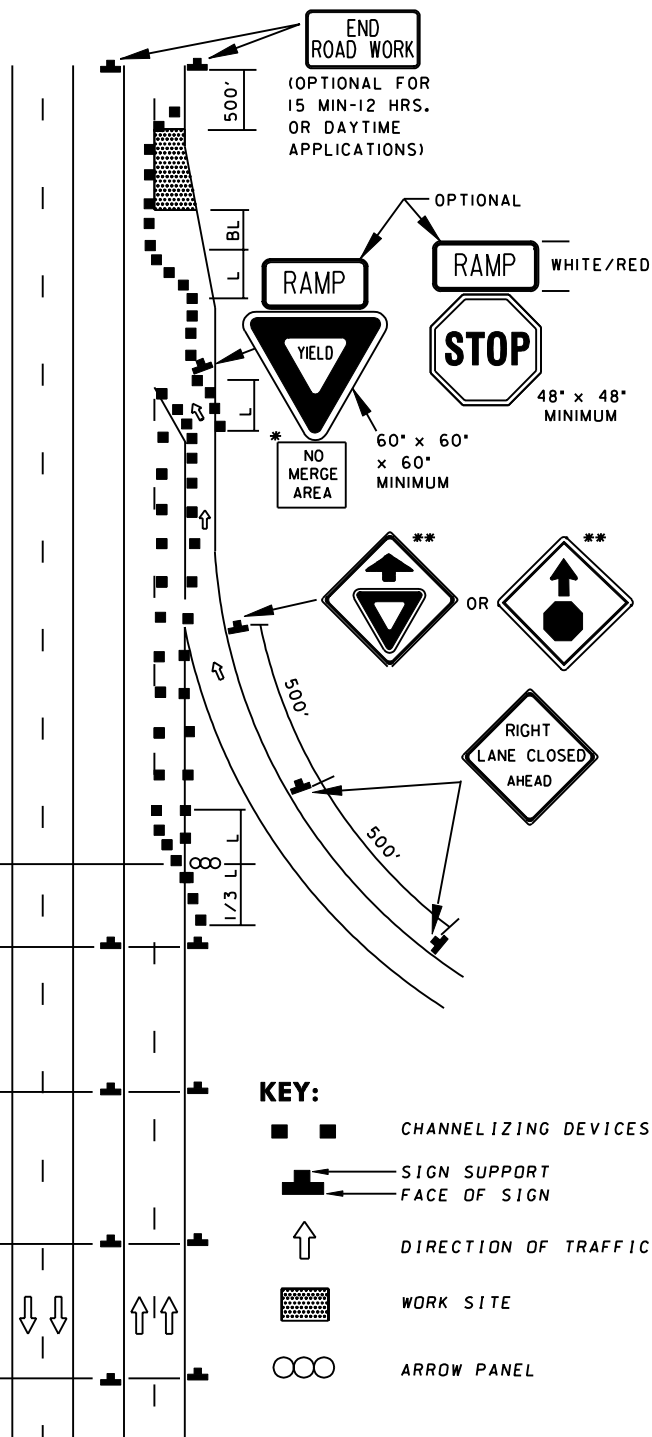 END
ROAD WORK
(OPTIONAL FOR
15 MIN-12 HRS.
OR DAYTIME
APPLICATIONS)
500'
OPTIONAL
BL
L
RAMP
RAMP
WHITE/RED
YIELD
STOP
48" x 48"
MINIMUM
L
*
NO
MERGE
AREA
60" x 60"
x 60"
MINIMUM
**
**
OR
500'
RIGHT
LANE CLOSED
AHEAD
500'
L
1/3 L
KEY:
CHANNELIZING DEVICES
SIGN SUPPORT
FACE OF SIGN
DIRECTION OF TRAFFIC
WORK SITE
ARROW PANEL